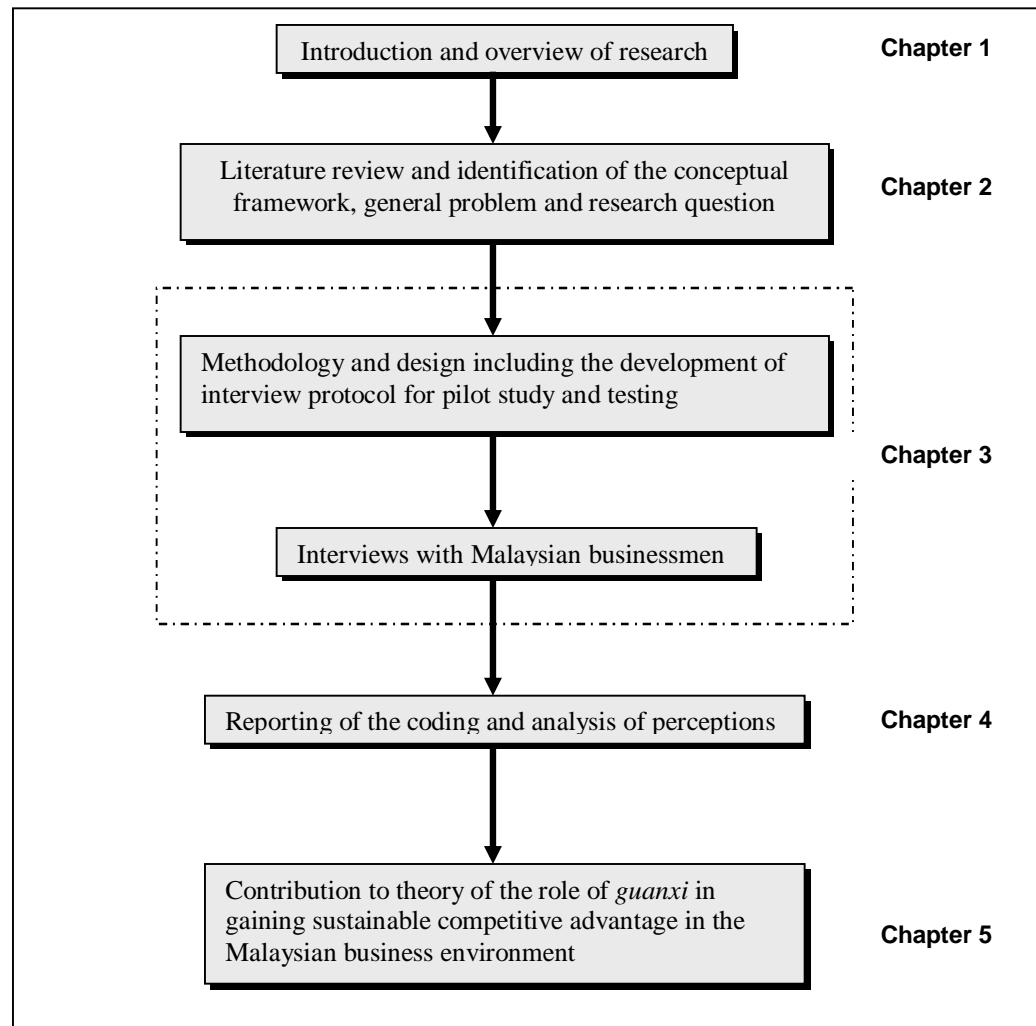 Introduction and overview of research
Chapter 1
Literature review and identification of the conceptual
framework, general problem and research question
Chapter 2
Methodology and design including the development of
interview protocol for pilot study and testing
Chapter 3
Interviews with Malaysian businessmen
Reporting of the coding and analysis of perceptions
Chapter 4
Contribution to theory of the role of guanxi in
gaining sustainable competitive advantage in the
Malaysian business environment
Chapter 5